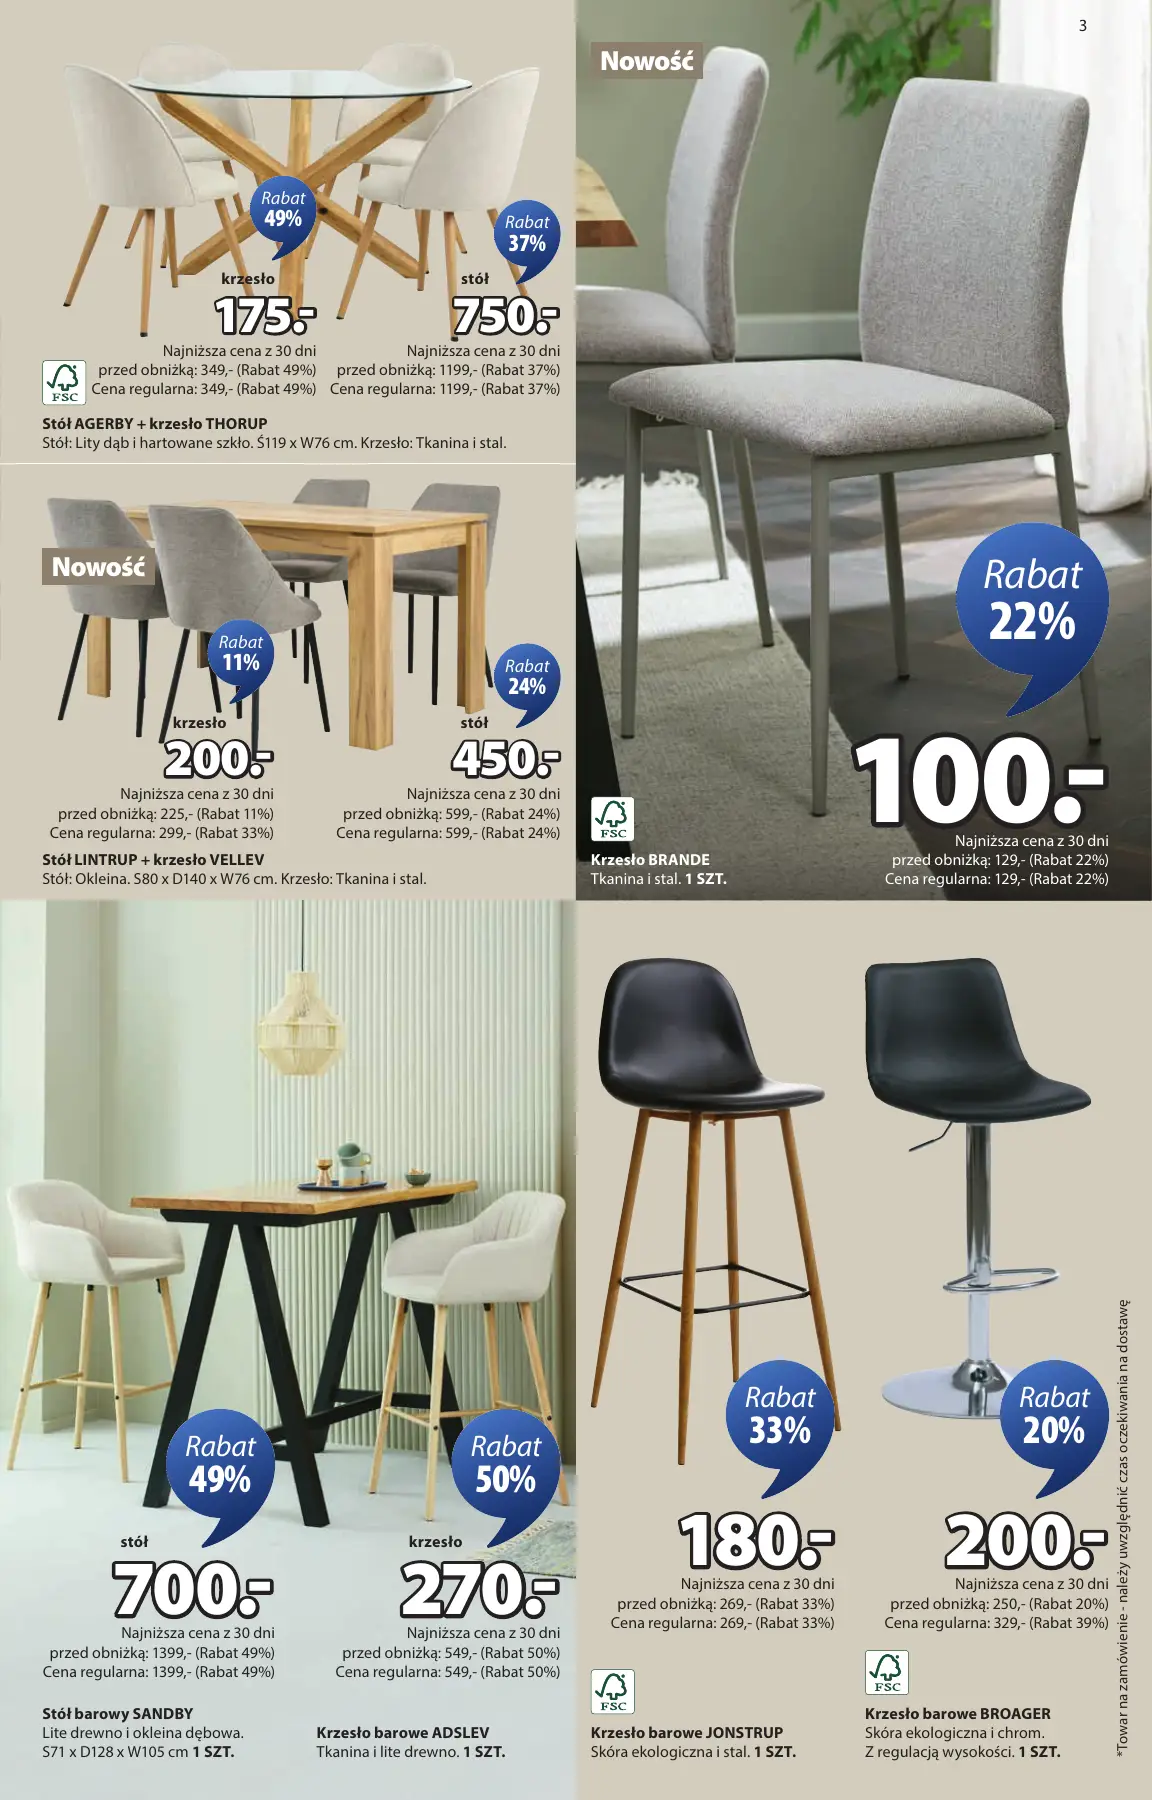 3
Rabat
49%
Rabat
37%
krzesło
175.-
stół
750.-
Najniższa cena z 30 dni
przed obniżką: 349,- (Rabat 49%)
Cena regularna: 349,- (Rabat 49%)
Najniższa cena z 30 dni
przed obniżką: 1199,- (Rabat 37%)
Cena regularna: 1199,- (Rabat 37%)
FSC
Stół AGERBY + krzesło THORUP
Stół: Lity dąb i hartowane szkło. Ś119 x W76 cm. Krzesło: Tkanina i stal.
Nowość
Rabat
11%
Rabat
24%
krzesło
200.-
stół
450.-
Najniższa cena z 30 dni
przed obniżką: 225,- (Rabat 11%)
Cena regularna: 299,- (Rabat 33%)
Najniższa cena z 30 dni
przed obniżką: 599,- (Rabat 24%)
Cena regularna: 599,- (Rabat 24%)
Stół LINTRUP + krzesło VELLEV
Stół: Okleina. S80 x D140 x W76 cm. Krzesło: Tkanina i stal.
Nowość
Rabat
22%
100.-
Najniższa cena z 30 dni
przed obniżką: 129,- (Rabat 22%)
Cena regularna: 129,- (Rabat 22%)
FSC
Krzesło BRANDE
Tkanina i stal. 1 SZT.
Rabat
49%
stół
700.-
Najniższa cena z 30 dni
przed obniżką: 1399,- (Rabat 49%)
Cena regularna: 1399,- (Rabat 49%)
Stół barowy SANDBY
Lite drewno i okleina dębowa.
S71 x D128 x W105 cm 1 SZT.
Rabat
50%
krzesło
270.-
Najniższa cena z 30 dni
przed obniżką: 549,- (Rabat 50%)
Cena regularna: 549,- (Rabat 50%)
Krzesło barowe ADSLEV
Tkanina i lite drewno. 1 SZT.
Rabat
33%
180.-
Najniższa cena z 30 dni
przed obniżką: 269,- (Rabat 33%)
Cena regularna: 269,- (Rabat 33%)
FSC
Krzesło barowe JONSTRUP
Skóra ekologiczna i stal. 1 SZT.
Rabat
20%
200.-
Najniższa cena z 30 dni
przed obniżką: 250,- (Rabat 20%)
Cena regularna: 329,- (Rabat 39%)
FSC
Krzesło barowe BROAGER
Skóra ekologiczna i chrom.
Z regulacją wysokości. 1 SZT.
*Towar na zamówienie - należy uwzględnić czas oczekiwania na dostawę